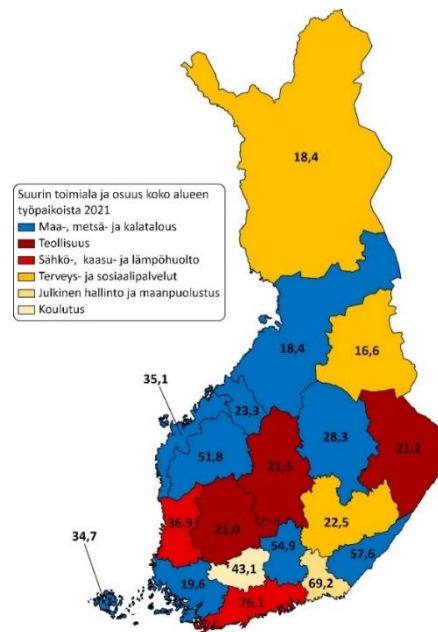 18,4
Suurin toimiala ja osuus koko alueen
työpaikoista 2021
Maa-, metsä- ja kalatalous
Teollisuus
Sähkö-, kaasu- ja lämpöhuolto
Terveys- ja sosiaalipalvelut
Julkinen hallinto ja maanpuolustus
Koulutus
18,4
16,6
35,1
23,3
28,3
21,2
51,8
21,5
36,9
21,0
22,5
34,7
54,9
57,6
19,6
43,1
69,2
76,1